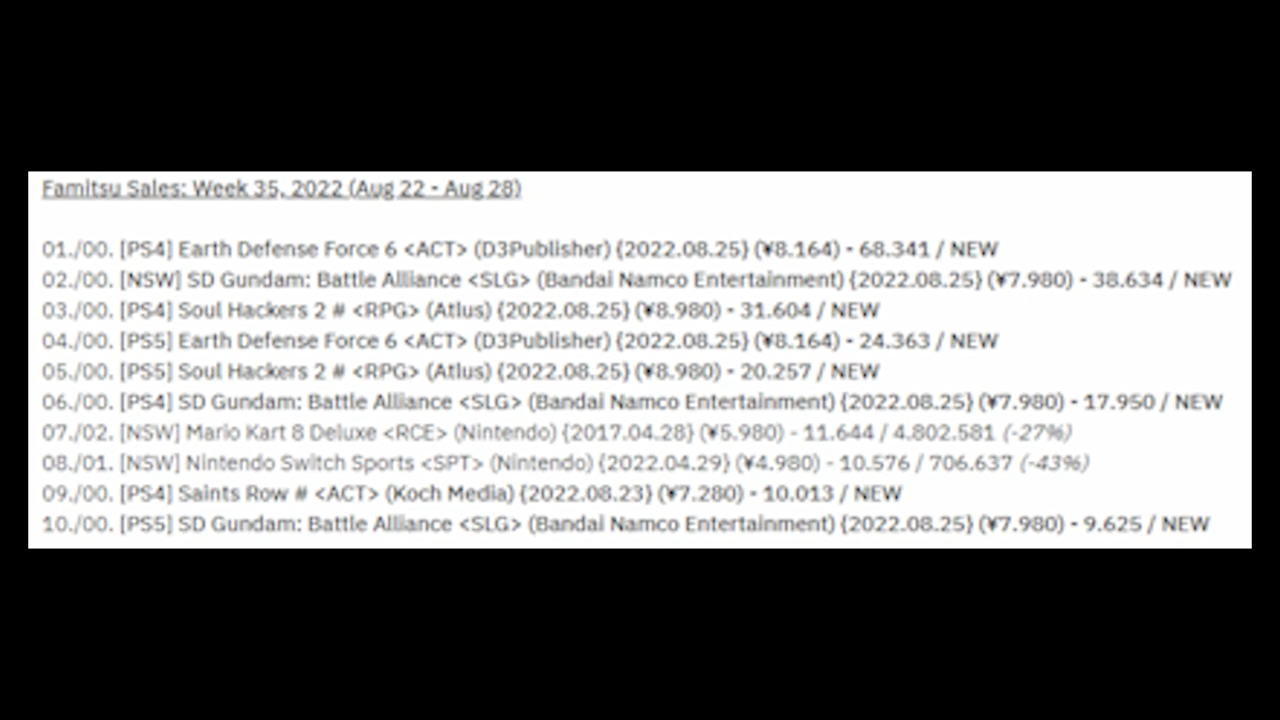 Famitsu Sales: Week 35, 2022 (Aug 22 - Aug 28)
01./00. [PS4] Earth Defense Force 6 <ACT> (D3Publisher) {2022.08.25} (¥8.164) - 68.341 / NEW
02./00. [NSW] SD Gundam: Battle Alliance <SLG> (Bandai Namco Entertainment) {2022.08.25} (¥7.980) - 38.634 / NEW
03./00. [PS4] Soul Hackers 2 # <RPG> (Atlus) {2022.08.25} (¥8.980) - 31.604 / NEW
04./00. [PS5] Earth Defense Force 6 <ACT> (D3Publisher) {2022.08.25} (¥8.164) - 24.363 / NEW
05./00. [PS5] Soul Hackers 2 # <RPG> (Atlus) {2022.08.25} (¥8.980) - 20.257 / NEW
06./00. [PS4] SD Gundam: Battle Alliance <SLG> (Bandai Namco Entertainment) {2022.08.25} (¥7.980) - 17.950 / NEW
07./02. [NSW] Mario Kart 8 Deluxe <RCE> (Nintendo) {2017.04.28} (¥5.980) - 11.644 / 4.802.581 (-27%)
08./01. [NSW] Nintendo Switch Sports <SPT> (Nintendo) {2022.04.29} (¥4.980) - 10.576 / 706.637 (-43%)
09./00. [PS4] Saints Row # <ACT> (Koch Media) {2022.08.23} (¥7.280) - 10.013 / NEW
10./00. [PS5] SD Gundam: Battle Alliance <SLG> (Bandai Namco Entertainment) {2022.08.25} (¥7.980) - 9.625 / NEW